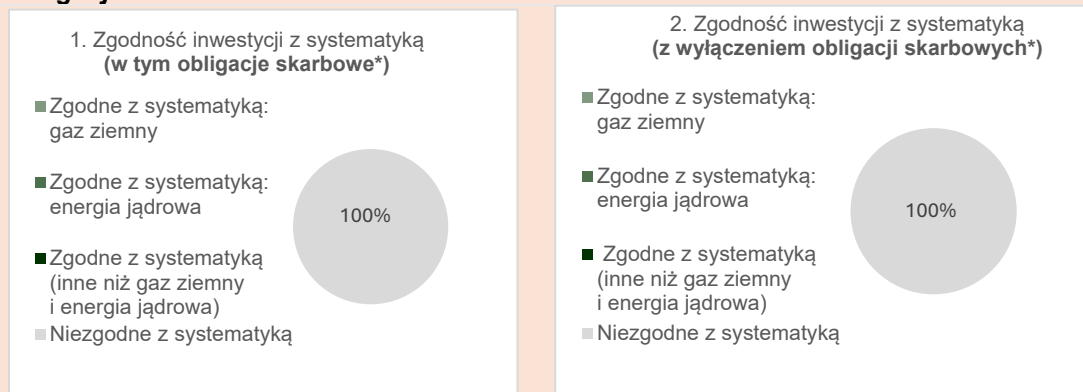 1. Zgodność inwestycji z systematyką
(w tym obligacje skarbowe*)
Zgodne z systematyką:
gaz ziemny
Zgodne z systematyką:
energia jądrowa
Zgodne z systematyką
(inne niż gaz ziemny
i energia jądrowa)
Niezgodne z systematyką
100%
2. Zgodność inwestycji z systematyką
(z wyłączeniem obligacji skarbowych*)
Zgodne z systematyką:
gaz ziemny
Zgodne z systematyką:
energia jądrowa
Zgodne z systematyką
(inne niż gaz ziemny
i energia jądrowa)
Niezgodne z systematyką
100%